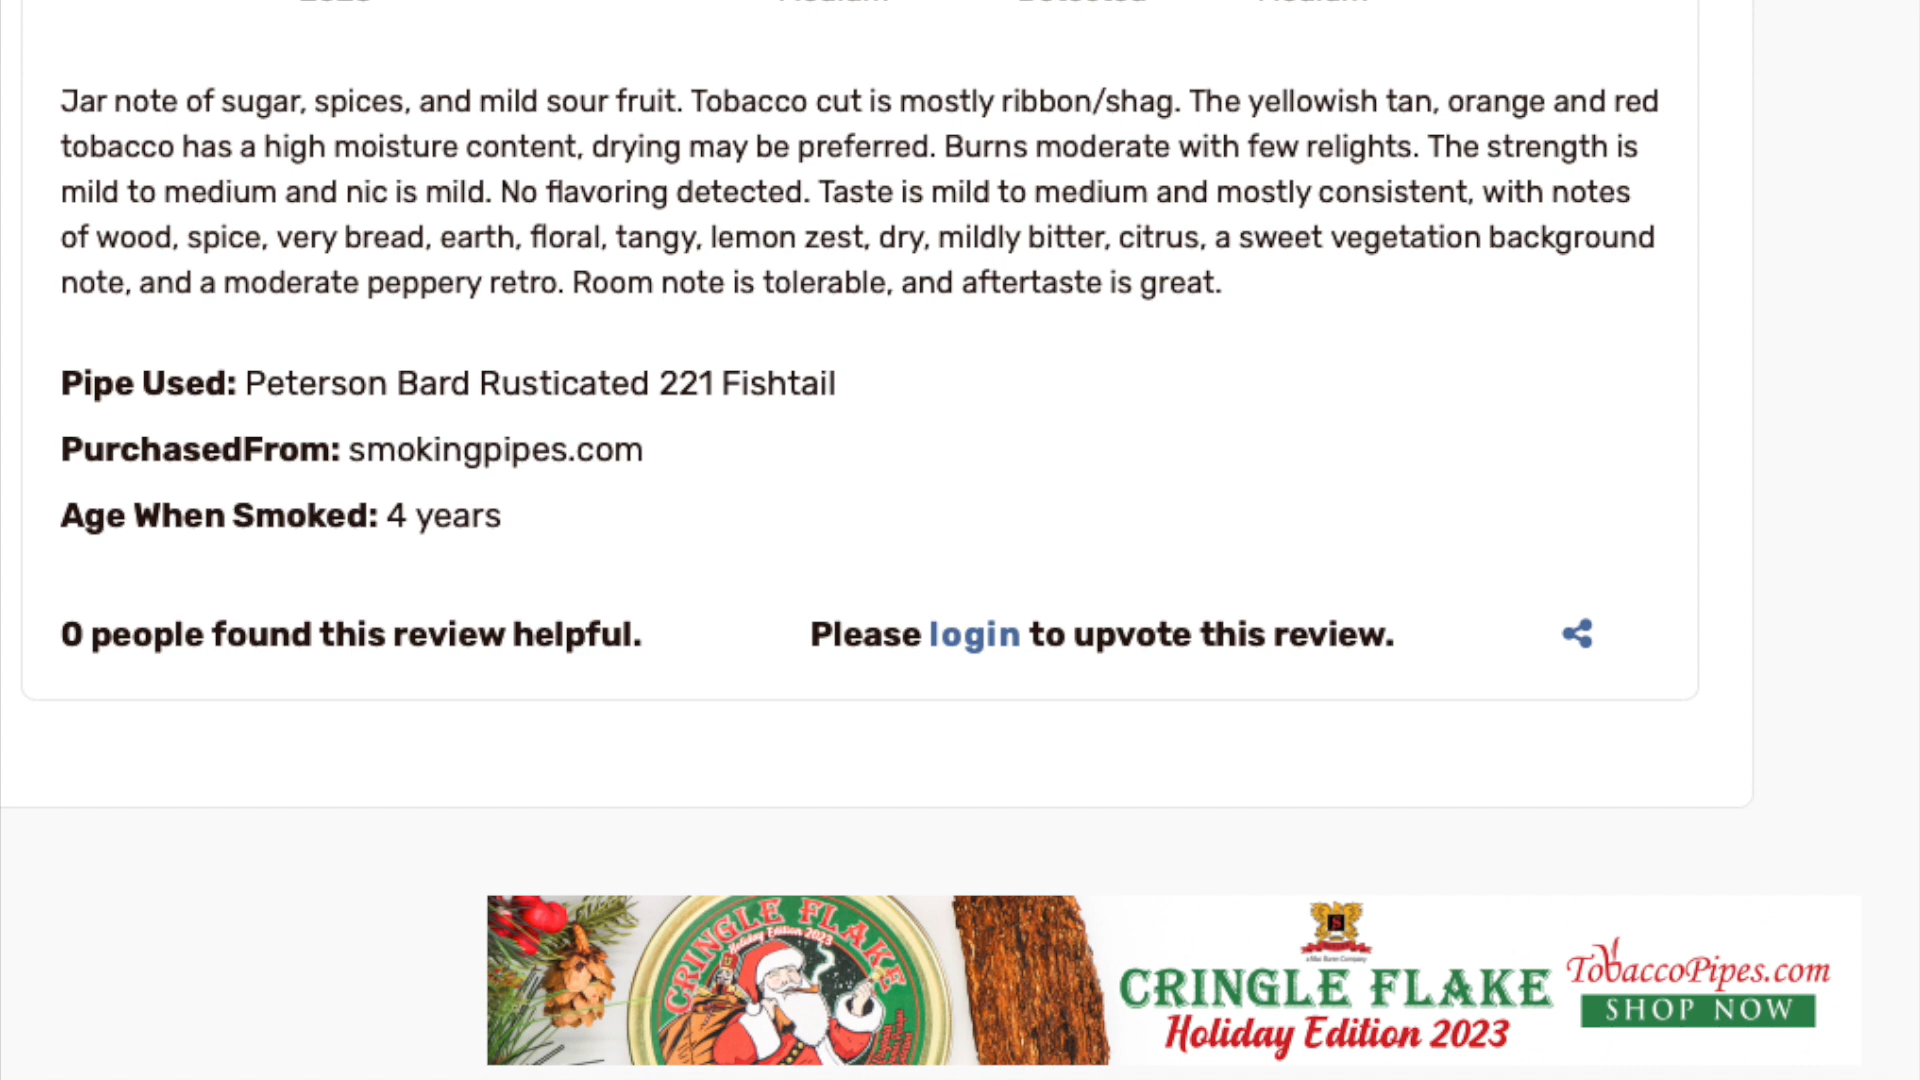 Jar note of sugar, spices, and mild sour fruit. Tobacco cut is mostly ribbon/shag. The yellowish tan, orange and red
tobacco has a high moisture content, drying may be preferred. Burns moderate with few relights. The strength is
mild to medium and nic is mild. No flavoring detected. Taste is mild to medium and mostly consistent, with notes
of wood, spice, very bread, earth, floral, tangy, lemon zest, dry, mildly bitter, citrus, a sweet vegetation background
note, and a moderate peppery retro. Room note is tolerable, and aftertaste is great.
Pipe Used: Peterson Bard Rusticated 221 Fishtail
PurchasedFrom: smokingpipes.com
Age When Smoked: 4 years
0 people found this review helpful. Please login to upvote this review.
CRINGLE FLAKE
Holiday Edition 2023
S
a Mac Baren Company
CRINGLE FLAKE
Holiday Edition 2023
TobaccoPipes.com
SHOP NOW